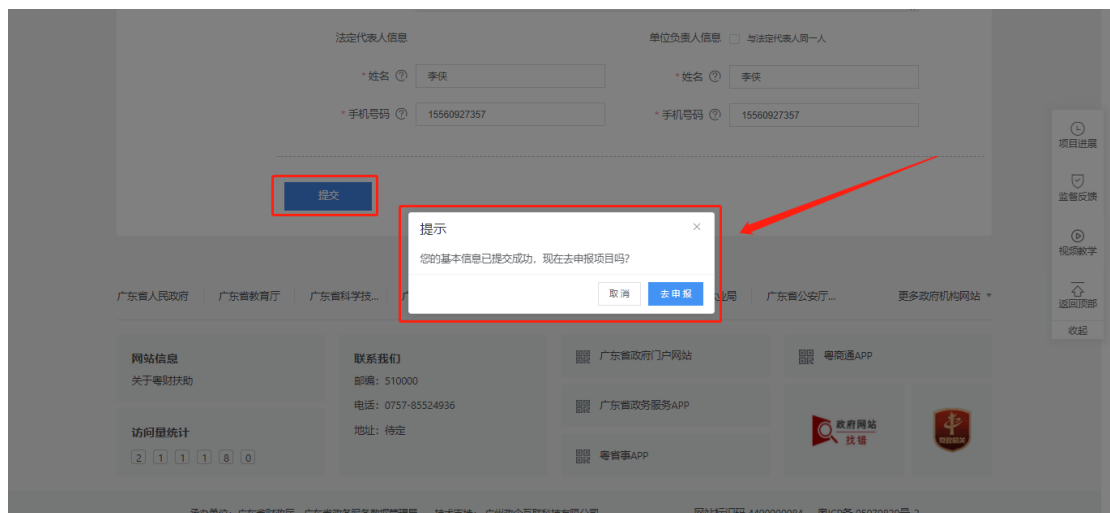 法定代表人信息 单位负责人信息 与法定代表人同一人
* 姓名 ? 李侠 * 姓名 ? 李侠
* 手机号码 ? 15560927357 * 手机号码 ? 15560927357
项目进展
监督反馈
提交
提示
视频教学
您的基本信息已提交成功，现在去申报项目吗？
取消 去申报
广东省人民政府 广东省教育厅 广东省科学技... 业局 广东省公安厅... 更多政府机构网站
返回顶部
收起
网站信息 联系我们 广东省政府门户网站 粤商通APP
关于粤财扶助 邮编：510000
电话：0757-85524936 广东省政务服务APP
访问量统计 地址：待定 政府网站
找错
党政机关
2 1 1 1 8 0 粤省事APP